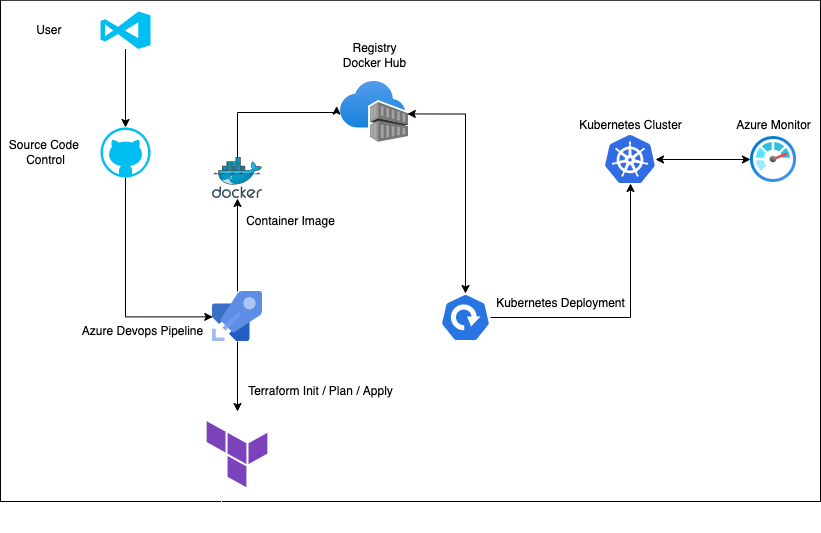 User
Registry
Docker Hub
Source Code
Control
Kubernetes Cluster
Azure Monitor
docker
Container Image
Kubernetes Deployment
Azure Devops Pipeline
Terraform Init / Plan / Apply